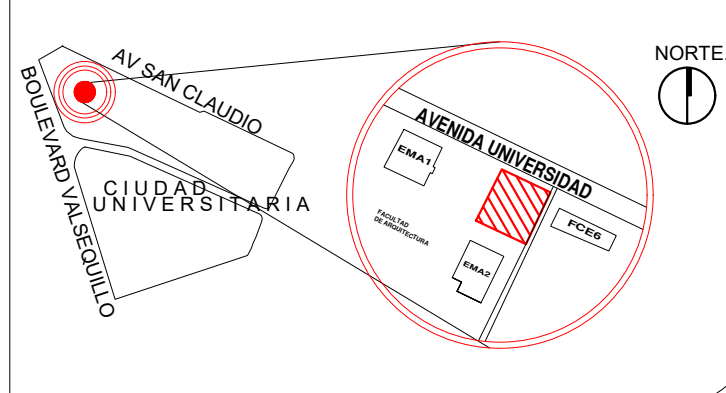 NORTE.
AV SAN CLAUDIO
BOULEVARD VALSEQUILLO
CIUDAD
UNIVERSITARIA
AVENIDA UNIVERSIDAD
EMA1
FACULTAD
DE ARQUITECTURA
FCE6
EMA2